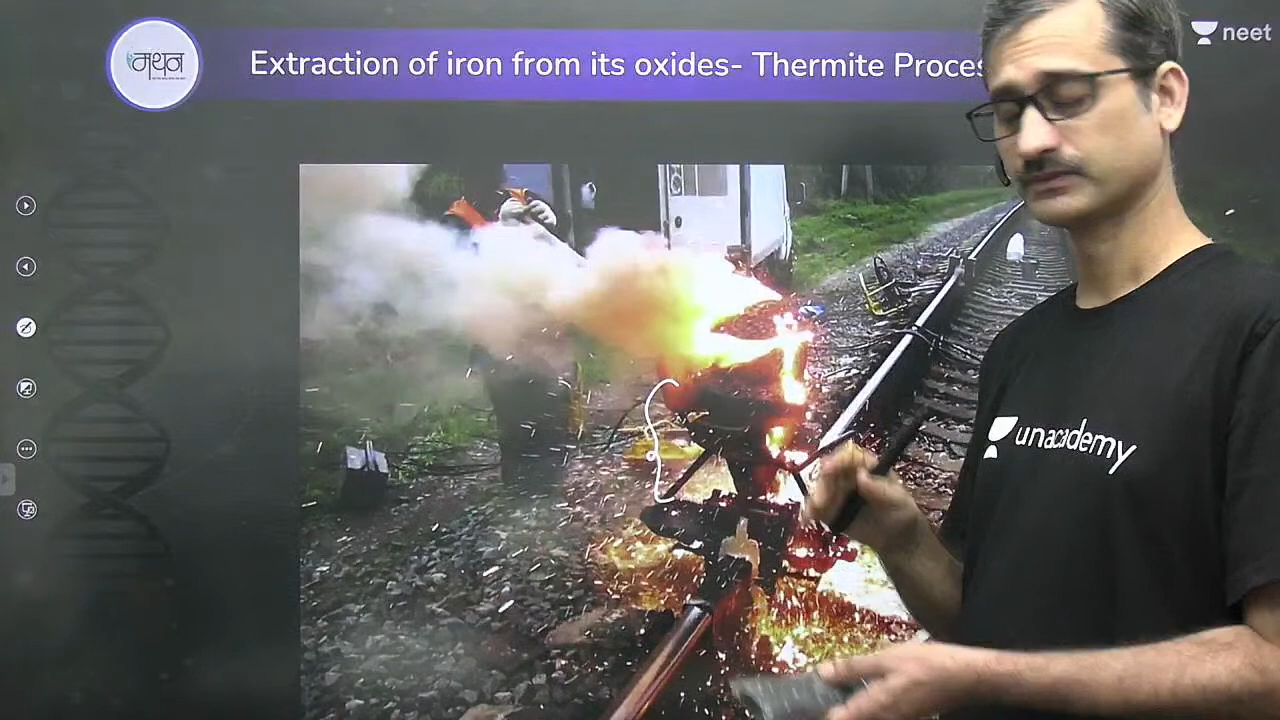 मंथन
Extraction of iron from its oxides- Thermite Proces
neet
unacademy